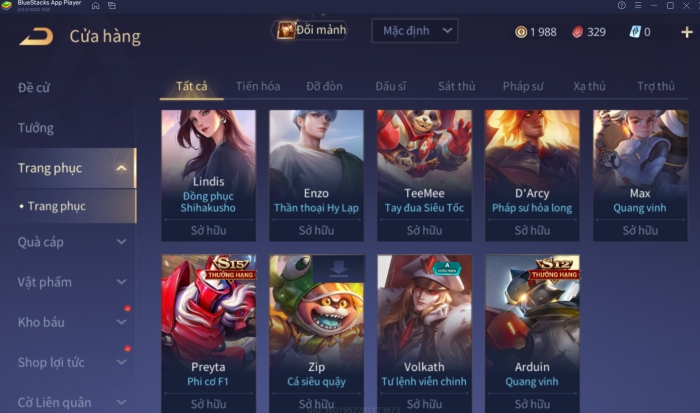 BlueStacks App Player
Cửa hàng
Đổi mảnh
Mặc định
1 988
329
0
Đề cử
Tướng
Trang phục
Trang phục
Quà cáp
Vật phẩm
Kho báu
Shop lợi tức
Cờ Liên quân
Tất cả
Tiến hóa
Đỡ đòn
Đấu sĩ
Sát thủ
Pháp sư
Xạ thủ
Trợ thủ
Lindis
Đồng phục
Shihakusho
Sở hữu
Enzo
Thần thoại Hy Lạp
Sở hữu
TeeMee
Tay đua Siêu Tốc
Sở hữu
D'Arcy
Pháp sư hỏa long
Sở hữu
Max
Quang vinh
Sở hữu
S15
THƯỞNG HẠNG
Preyta
Phi cơ F1
Sở hữu
Zip
Cá siêu quậy
Sở hữu
A
HỮU HẠN
Volkath
Tư lệnh viễn chinh
Sở hữu
S12
THƯỞNG HẠNG
Arduin
Quang vinh
Sở hữu